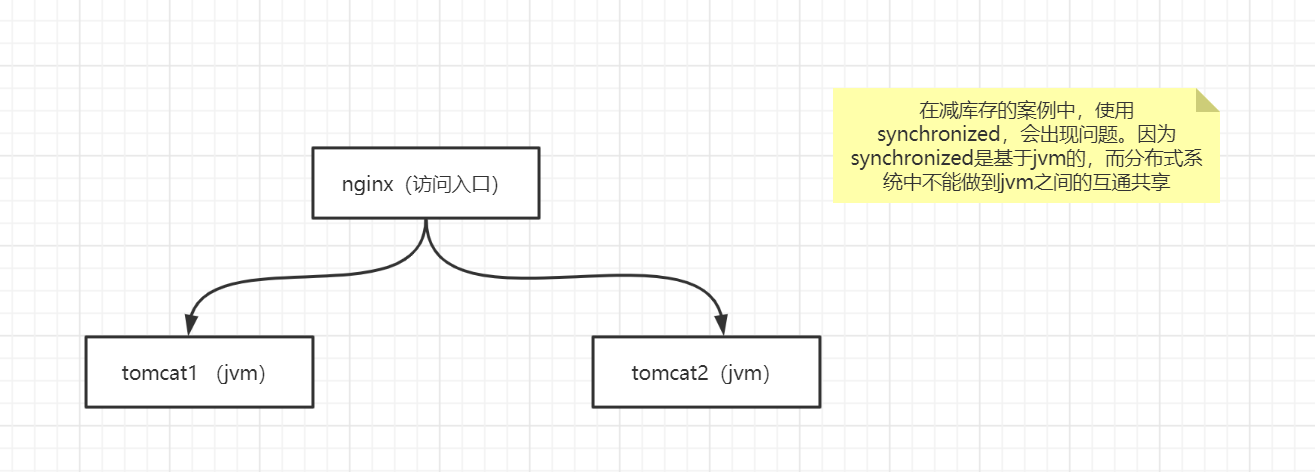 在减库存的案例中，使用
synchronized，会出现问题。因为
synchronized是基于jvm的，而分布式系
统中不能做到jvm之间的互通共享
nginx（访问入口）
tomcat1 （jvm）
tomcat2（jvm）